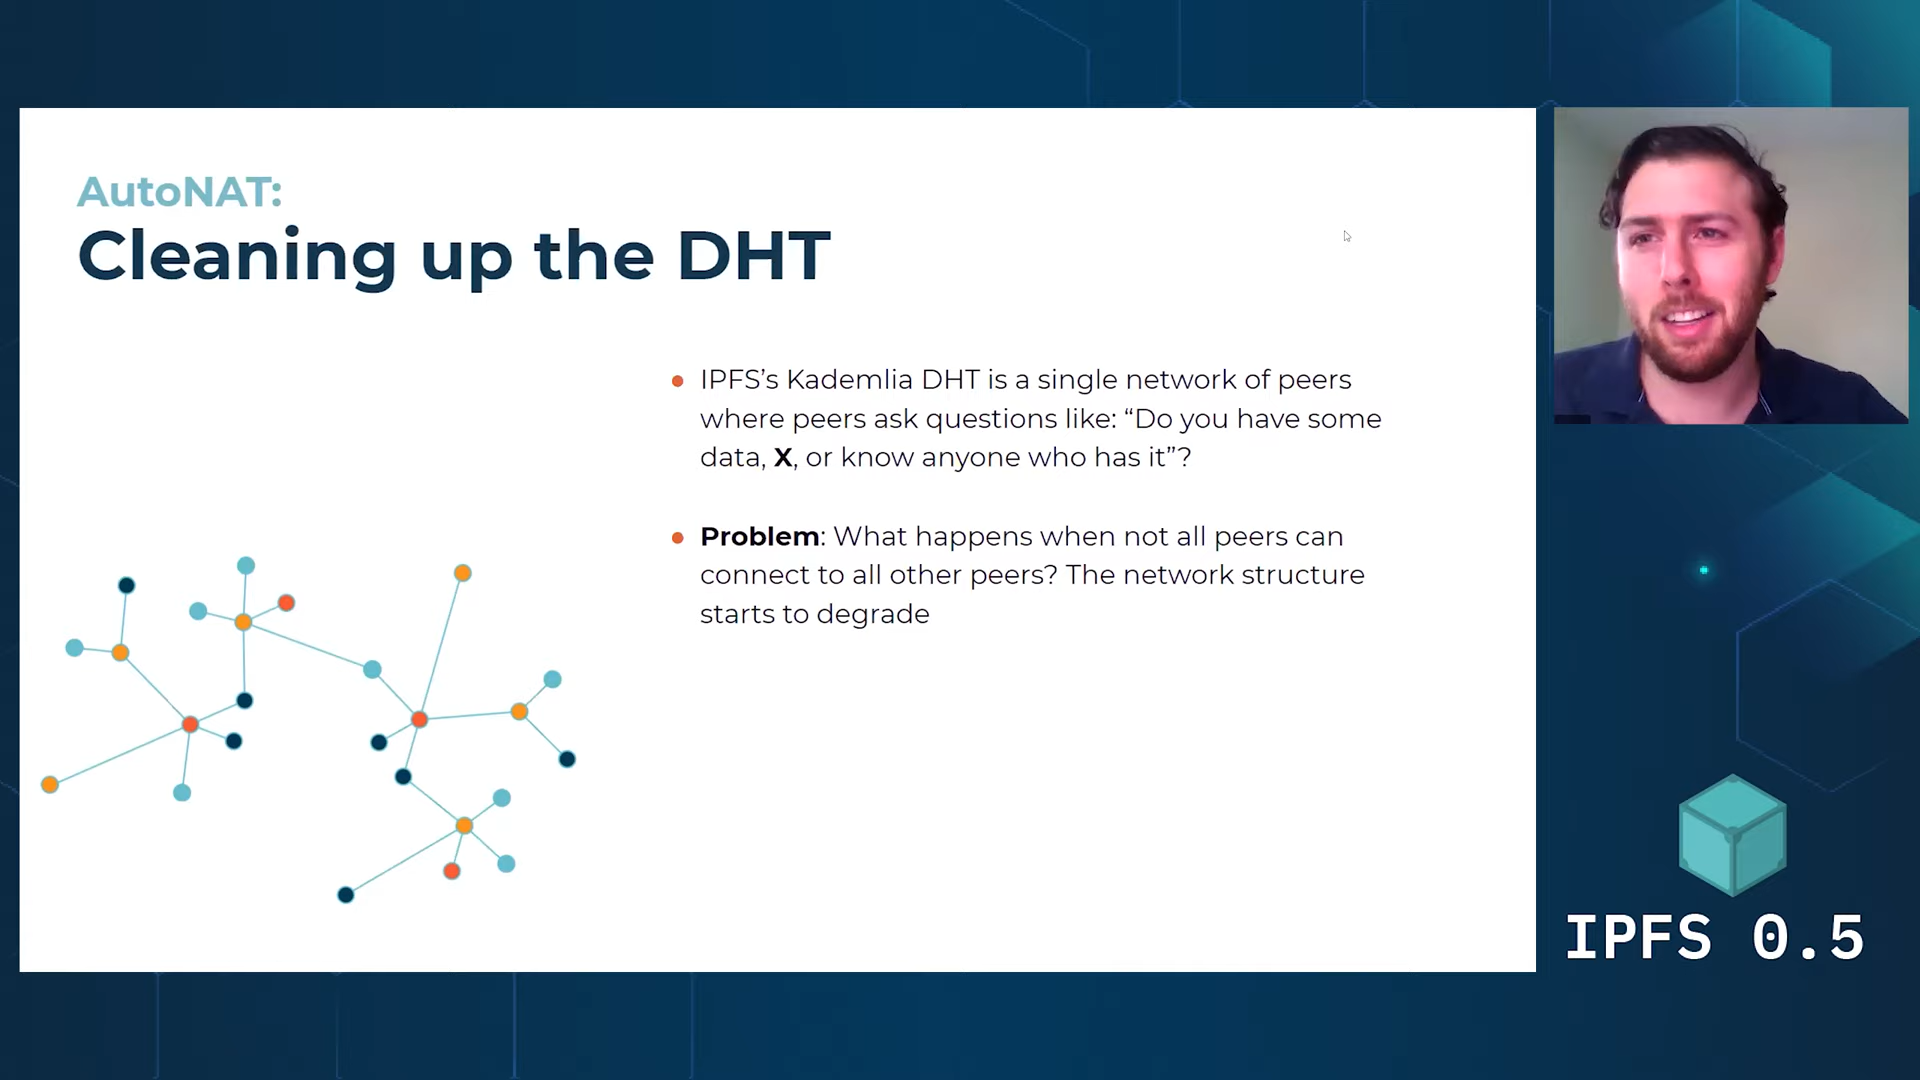 AutoNAT:
Cleaning up the DHT
IPFS’s Kademlia DHT is a single network of peers
where peers ask questions like: “Do you have some
data, X, or know anyone who has it”?
Problem: What happens when not all peers can
connect to all other peers? The network structure
starts to degrade
IPFS 0.5